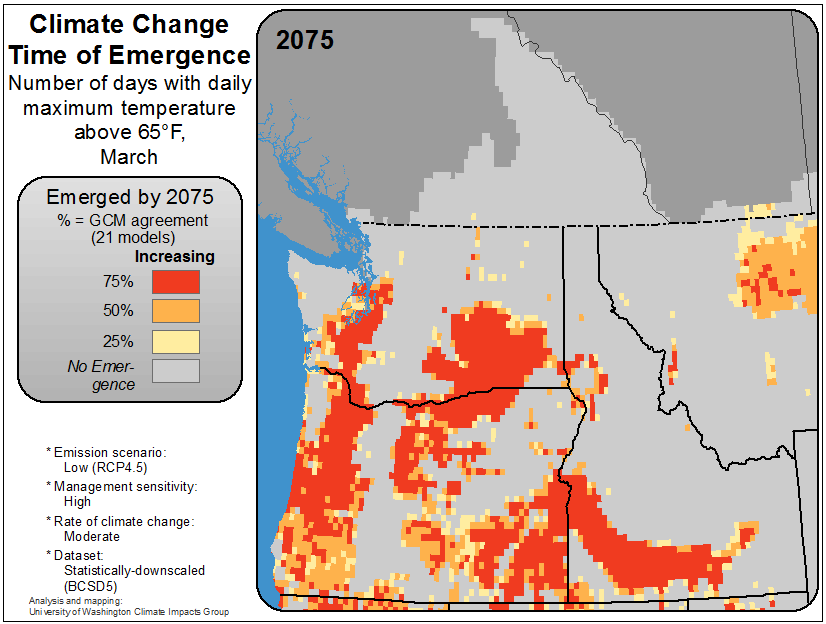 Climate Change
Time of Emergence
Number of days with daily
maximum temperature
above 65°F,
March
2075
Emerged by 2075
% = GCM agreement
(21 models)
Increasing
75%
50%
25%
No Emer-
gence
* Emission scenario:
Low (RCP4.5)
* Management sensitivity:
High
* Rate of climate change:
Moderate
* Dataset:
Statistically-downscaled
(BCSD5)
Analysis and mapping:
University of Washington Climate Impacts Group